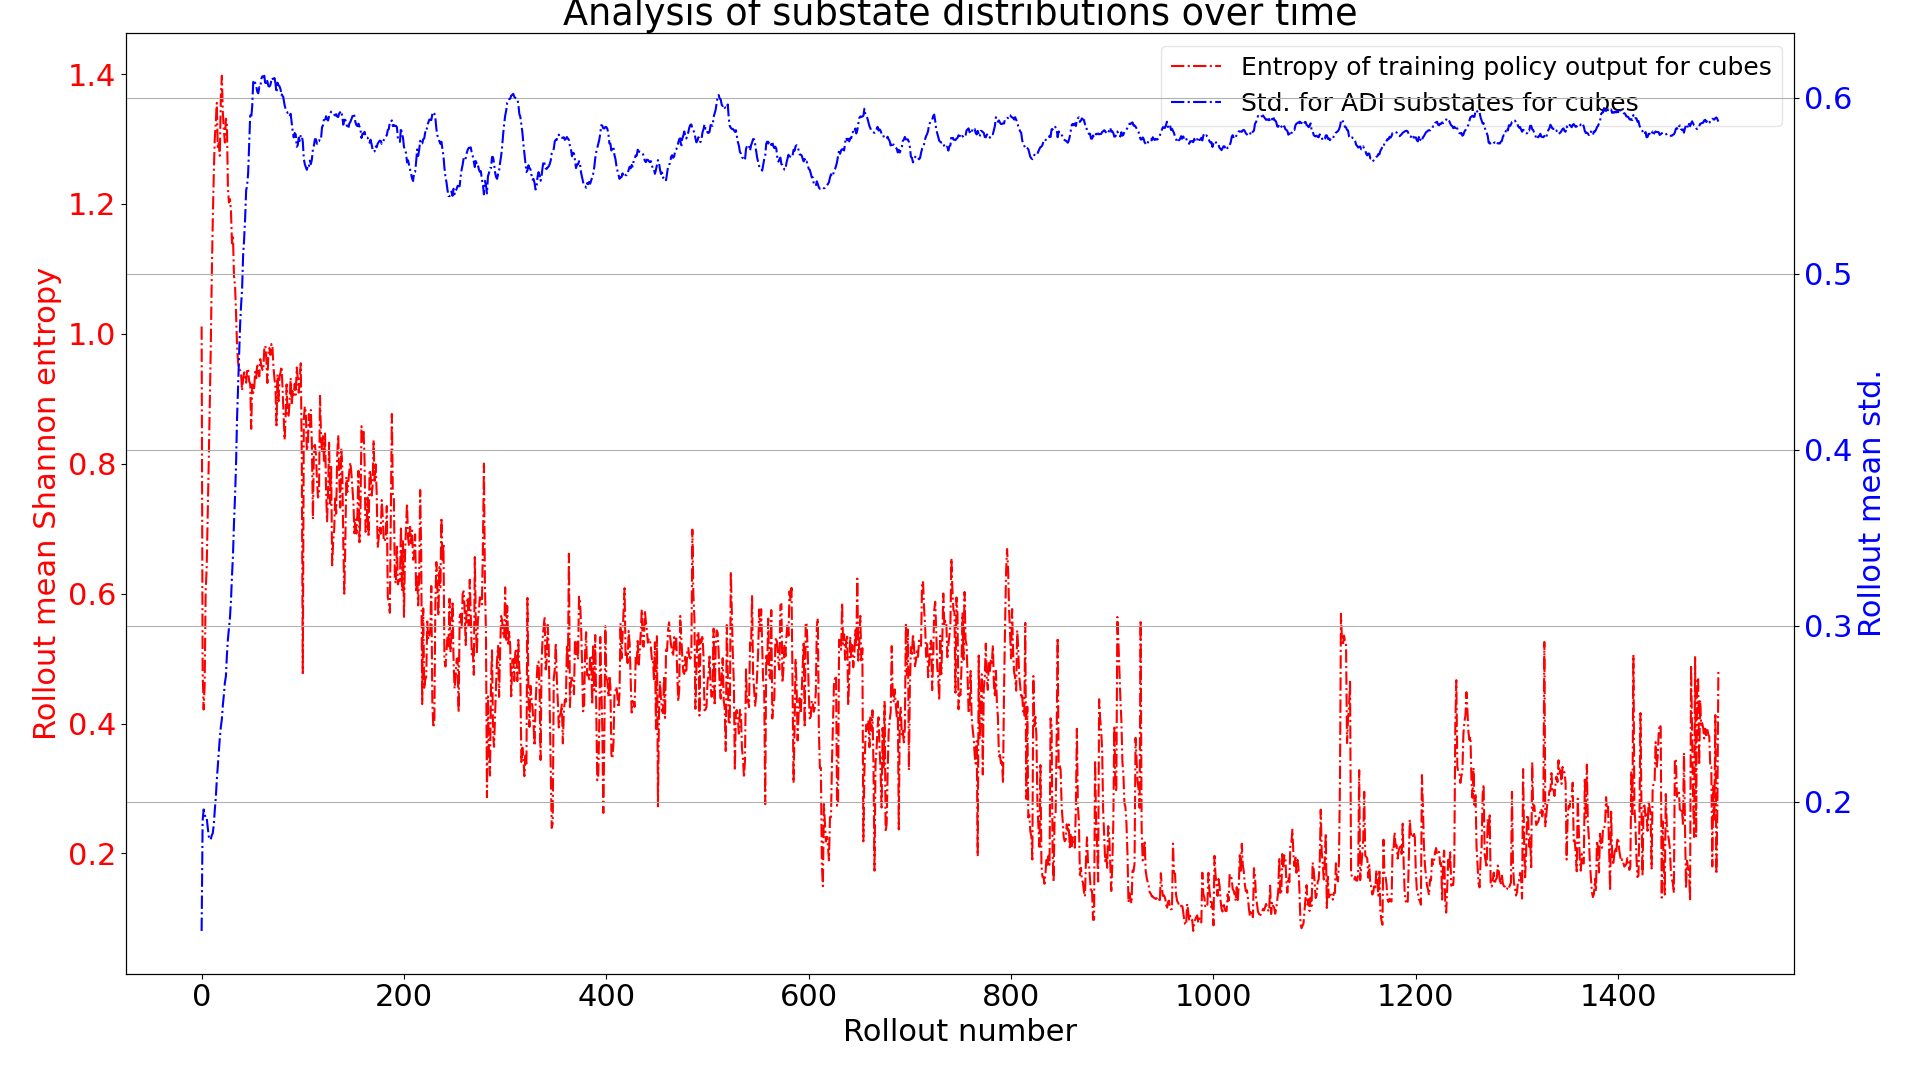 Analysis of substate distributions over time
Entropy of training policy output for cubes
Std. for ADI substates for cubes
Rollout mean Shannon entropy
1.4
1.2
1.0
0.8
0.6
0.4
0.2
0.6
0.5
0.4
0.3
0.2
Rollout mean std.
0 200 400 600 800 1000 1200 1400
Rollout number